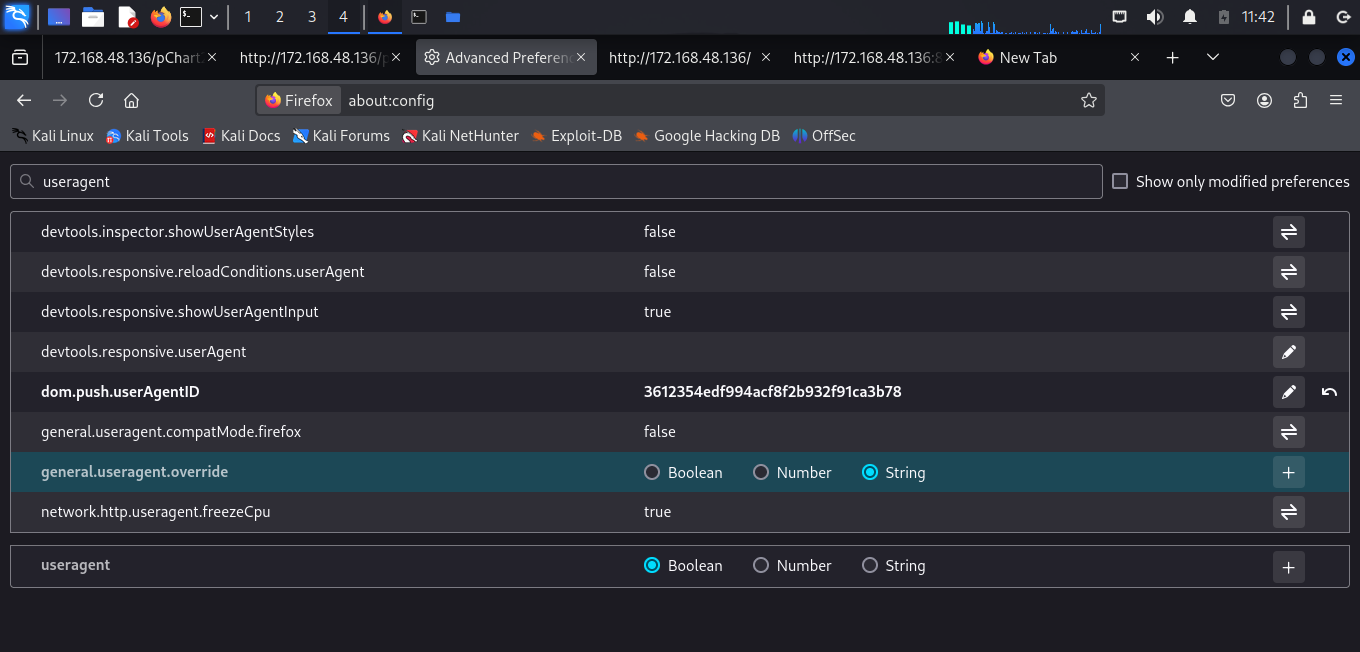 1 2 3 4 11:42
172.168.48.136/pChart http://172.168.48.136/p Advanced Preferenc http://172.168.48.136/ http://172.168.48.136:8 New Tab
Firefox about:config
Kali Linux Kali Tools Kali Docs Kali Forums Kali NetHunter Exploit-DB Google Hacking DB OffSec
useragent Show only modified preferences
devtools.inspector.showUserAgentStyles false
devtools.responsive.reloadConditions.userAgent false
devtools.responsive.showUserAgentInput true
devtools.responsive.userAgent
dom.push.userAgentID 3612354edf994acf8f2b932f91ca3b78
general.useragent.compatMode.firefox false
general.useragent.override Boolean Number String
network.http.useragent.freezeCpu true
useragent Boolean Number String